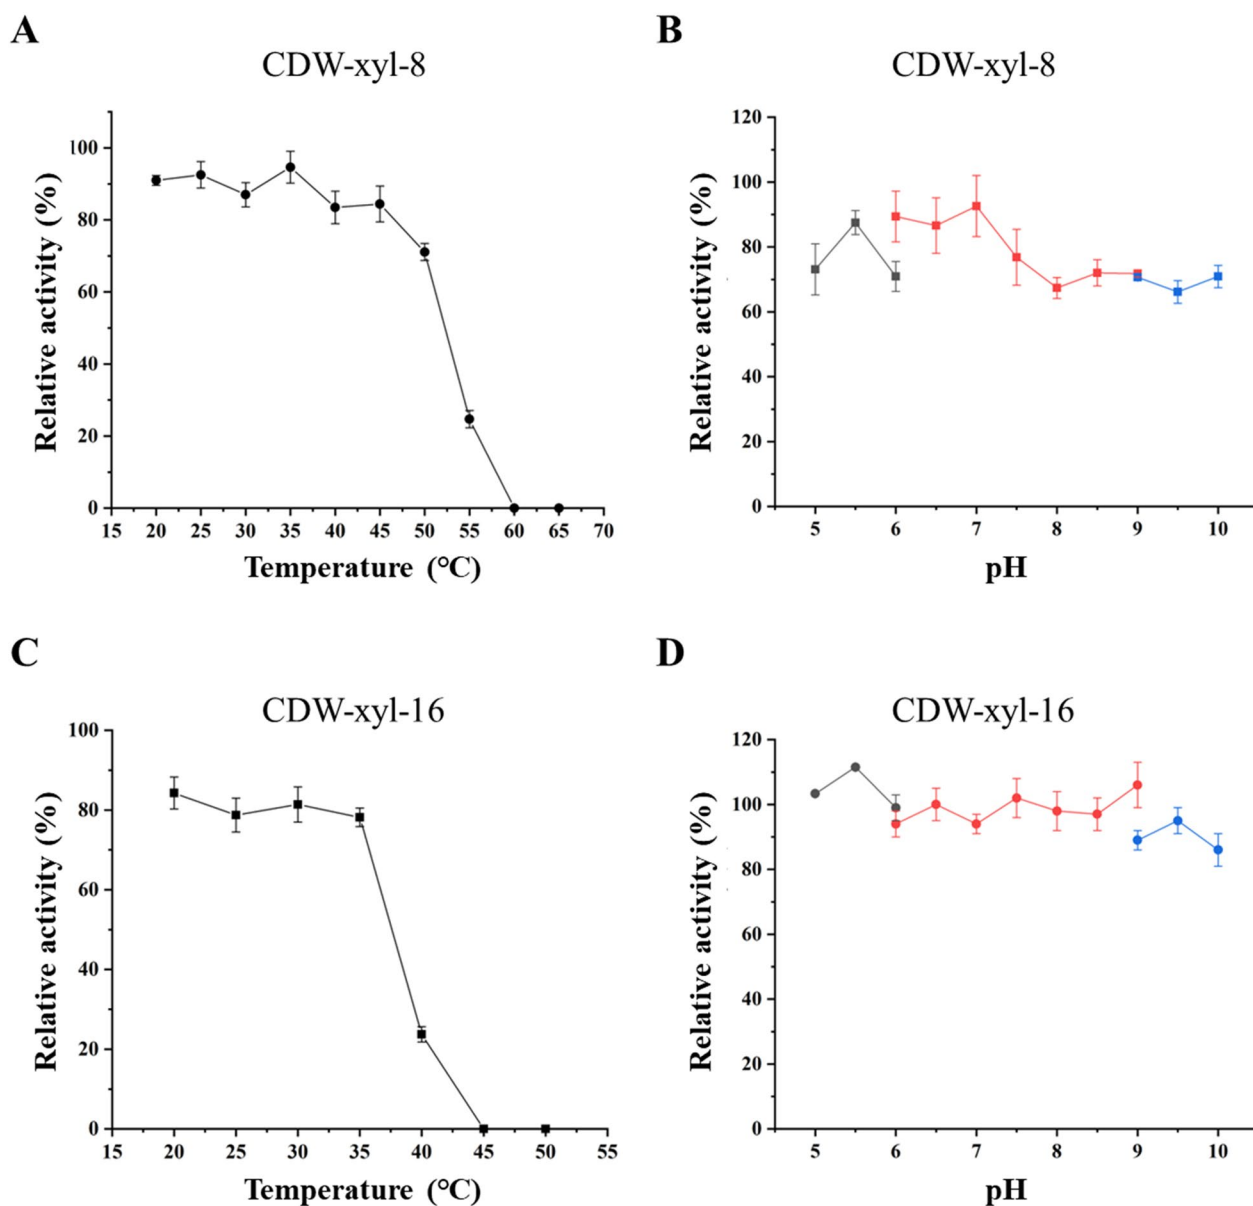 A
CDW-xyl-8
Relative activity (%)
100
80
60
40
20
0
15 20 25 30 35 40 45 50 55 60 65 70
Temperature (°C)
B
CDW-xyl-8
Relative activity (%)
120
100
80
60
40
20
0
5 6 7 8 9 10
pH
C
CDW-xyl-16
Relative activity (%)
100
80
60
40
20
0
15 20 25 30 35 40 45 50 55
Temperature (°C)
D
CDW-xyl-16
Relative activity (%)
120
100
80
60
40
20
0
5 6 7 8 9 10
pH